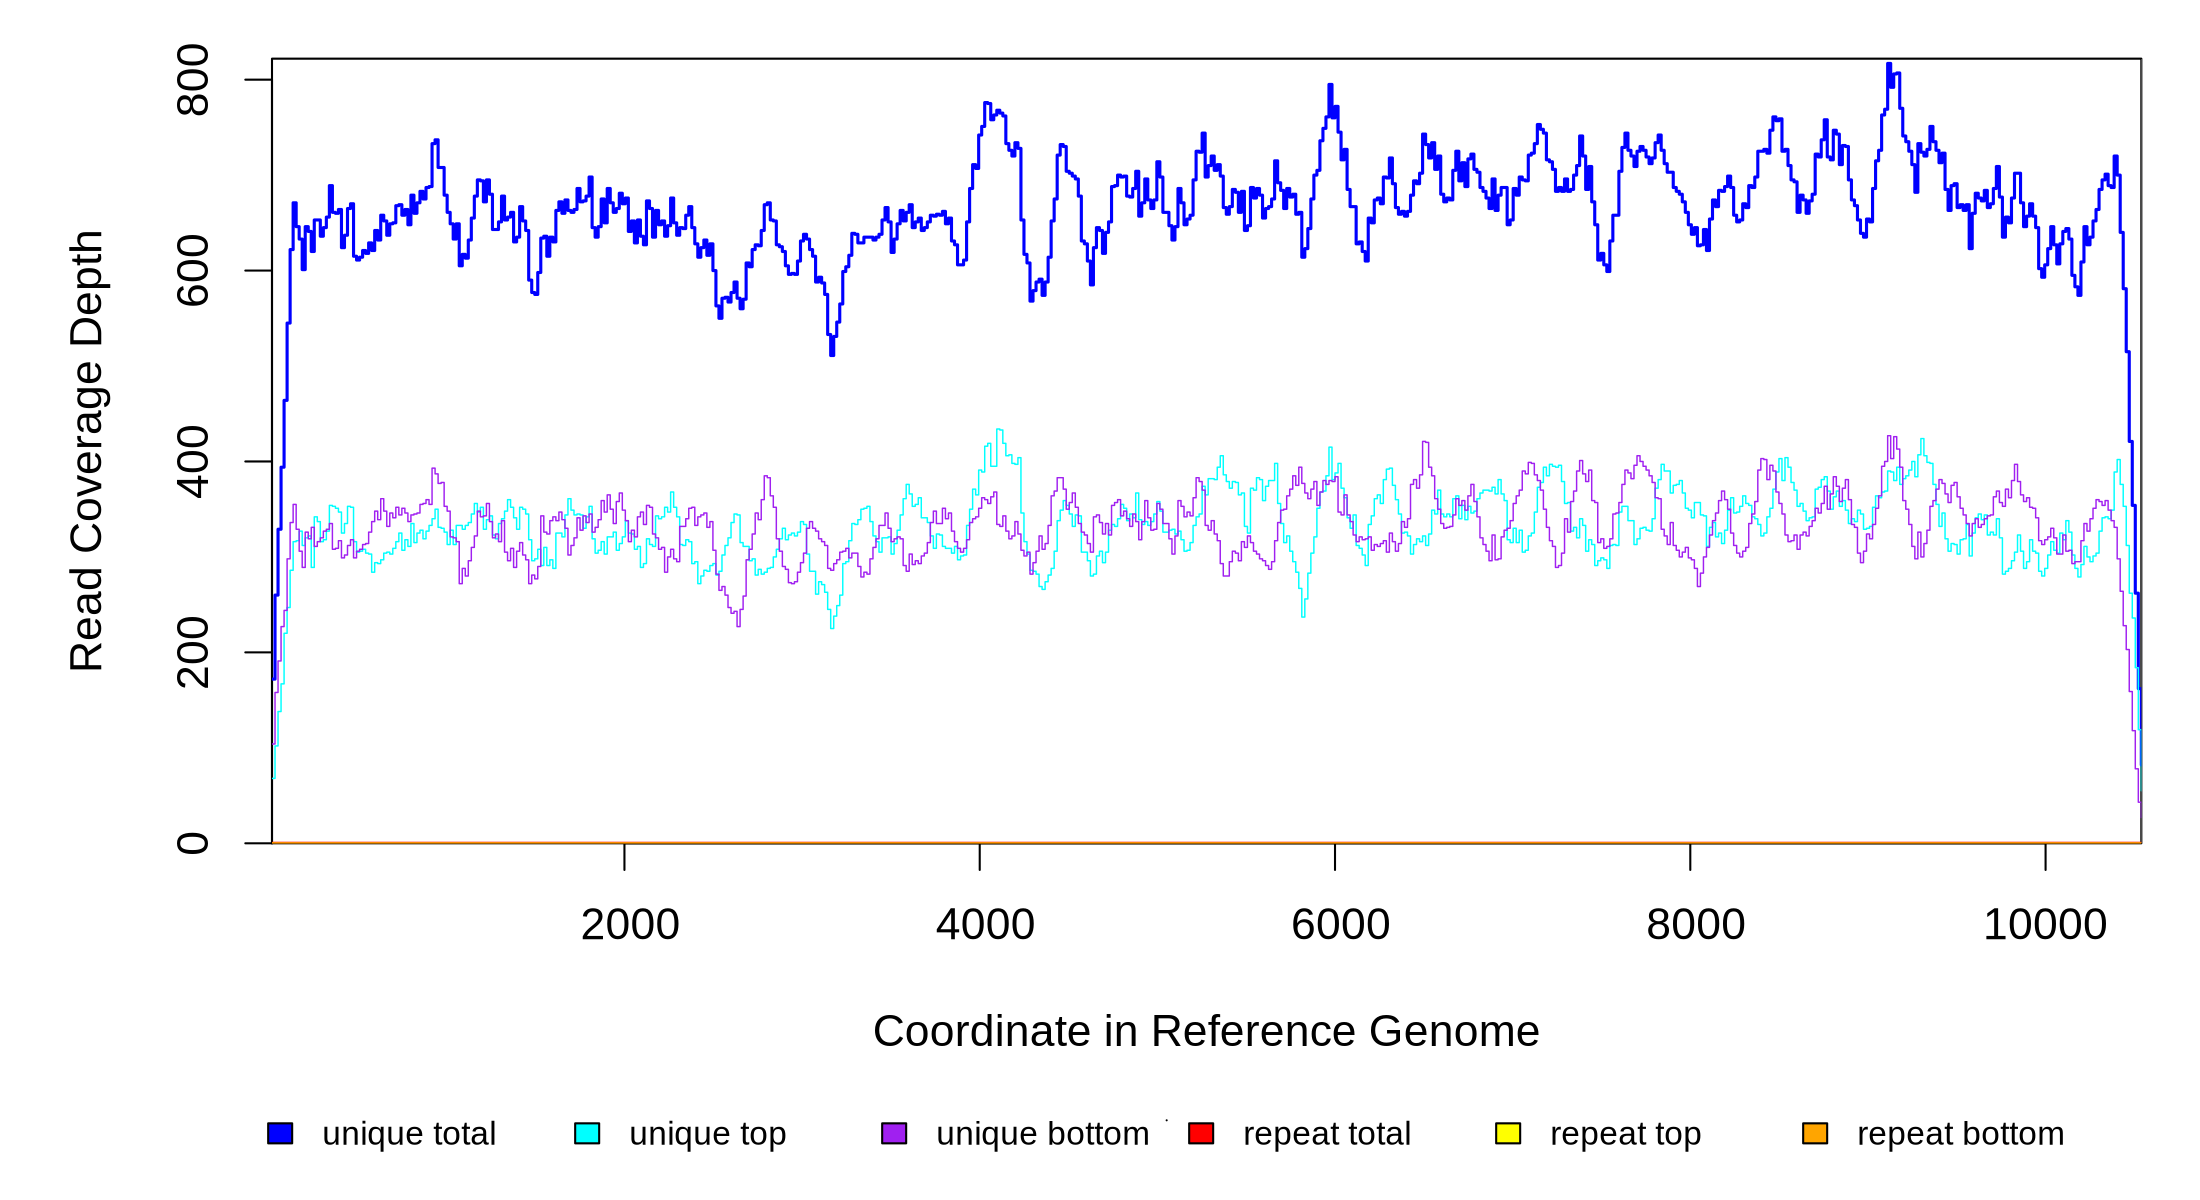 800
600
400
200
0
Read Coverage Depth
2000 4000 6000 8000 10000
Coordinate in Reference Genome
unique total unique top unique bottom repeat total repeat top repeat bottom